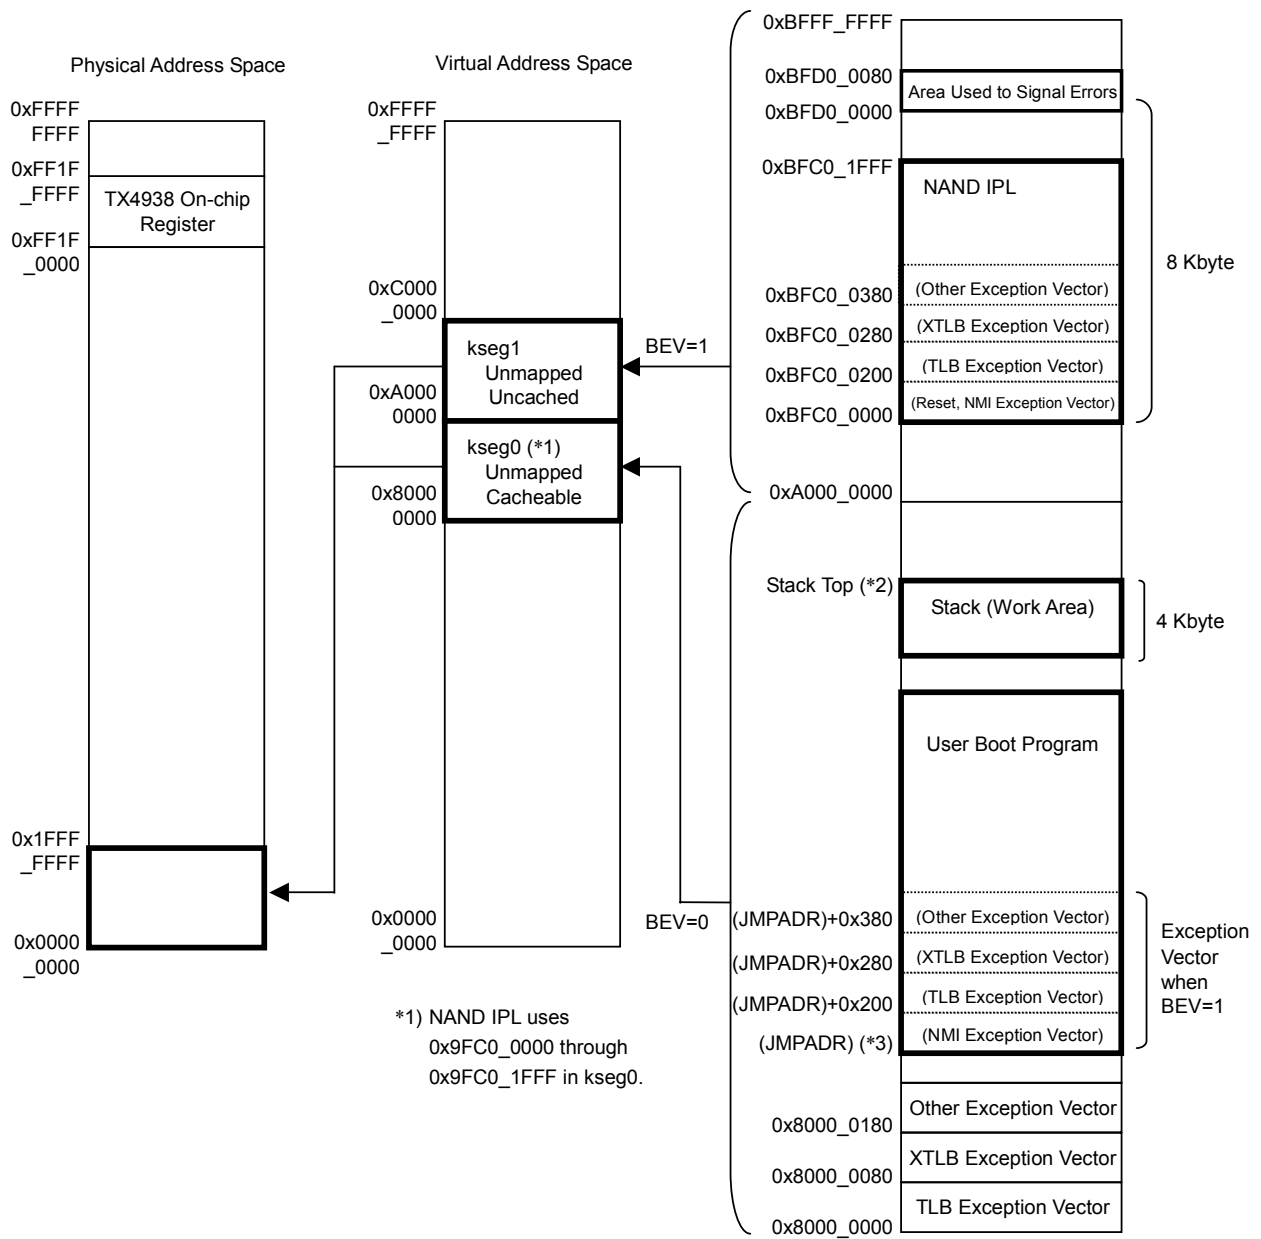 Physical Address Space
0xFFFF
FFFF
0xFF1F
_FFFF
TX4938 On-chip
Register
0xFF1F
_0000
0x1FFF
_FFFF
0x0000
_0000
Virtual Address Space
0xFFFF
_FFFF
0xC000
_0000
kseg1
Unmapped
Uncached
0xA000
0000
kseg0 (*1)
Unmapped
Cacheable
0x8000
0000
0x0000
_0000
BEV=1
BEV=0
*1) NAND IPL uses
0x9FC0_0000 through
0x9FC0_1FFF in kseg0.
0xBFFF_FFFF
0xBFD0_0080
Area Used to Signal Errors
0xBFD0_0000
0xBFC0_1FFF
NAND IPL
8 Kbyte
(Other Exception Vector)
0xBFC0_0380
(XTLB Exception Vector)
0xBFC0_0280
(TLB Exception Vector)
0xBFC0_0200
(Reset, NMI Exception Vector)
0xBFC0_0000
0xA000_0000
Stack Top (*2)
Stack (Work Area)
4 Kbyte
User Boot Program
(JMPADR)+0x380
(Other Exception Vector)
(JMPADR)+0x280
(XTLB Exception Vector)
(JMPADR)+0x200
(TLB Exception Vector)
(JMPADR) (*3)
(NMI Exception Vector)
Exception
Vector
when
BEV=1
Other Exception Vector
0x8000_0180
XTLB Exception Vector
0x8000_0080
TLB Exception Vector
0x8000_0000